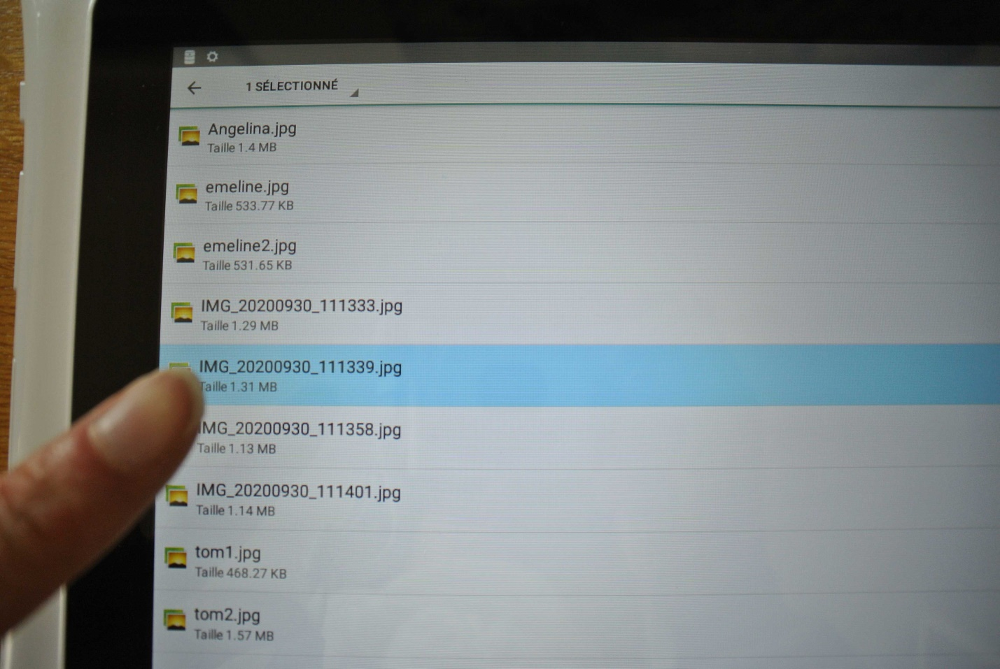 1 SÉLECTIONNÉ
Angelina.jpg
Taille 1.4 MB
emeline.jpg
Taille 533.77 KB
emeline2.jpg
Taille 531.65 KB
IMG_20200930_111333.jpg
Taille 1.29 MB
IMG_20200930_111339.jpg
Taille 1.31 MB
IMG_20200930_111358.jpg
Taille 1.13 MB
IMG_20200930_111401.jpg
Taille 1.14 MB
tom1.jpg
Taille 468.27 KB
tom2.jpg
Taille 1.57 MB